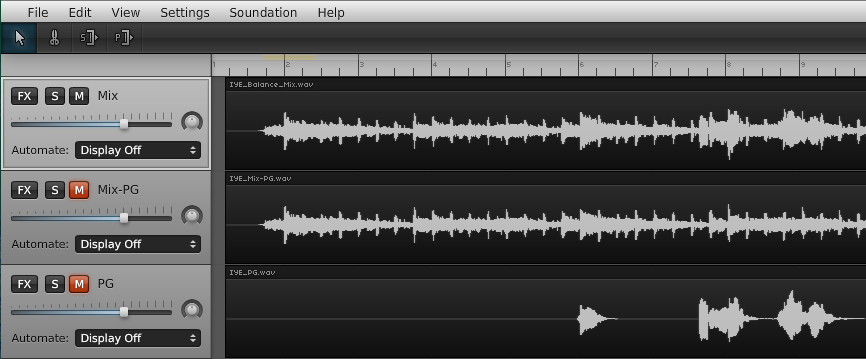 File Edit View Settings Soundation Help
S P
1 2 3 4 5 6 7 8 9
FX S M Mix
IYE_Balance_Mix.wav
Automate: Display Off
FX S M Mix-PG
IYE_Mix-PG.wav
Automate: Display Off
FX S M PG
IYE_PG.wav
Automate: Display Off